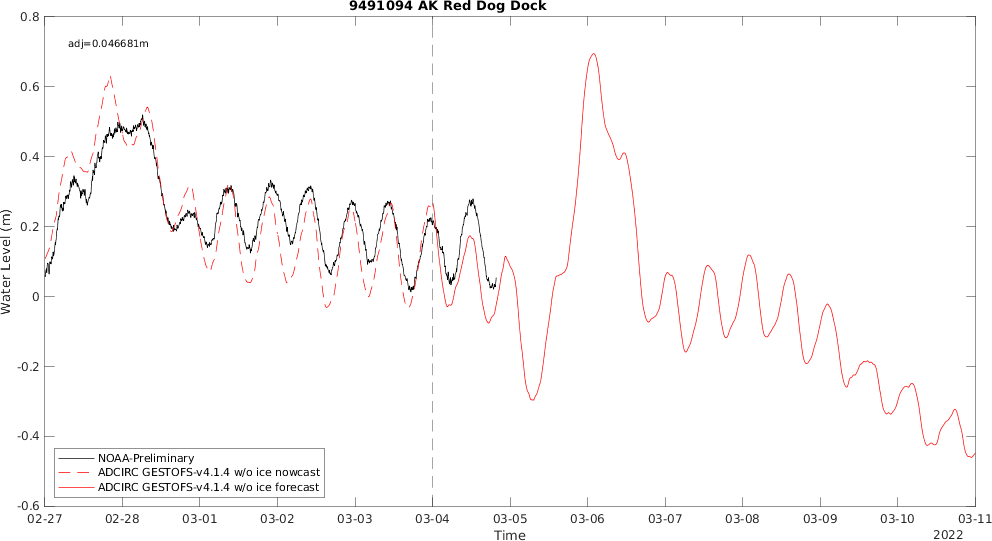 9491094 AK Red Dog Dock
adj=0.046681m
0.8
0.6
0.4
0.2
0
-0.2
-0.4
-0.6
Water Level (m)
NOAA-Preliminary
ADCIRC GESTOFS-v4.1.4 w/o ice nowcast
ADCIRC GESTOFS-v4.1.4 w/o ice forecast
02-27 02-28 03-01 03-02 03-03 03-04 03-05 03-06 03-07 03-08 03-09 03-10 03-11
Time
2022